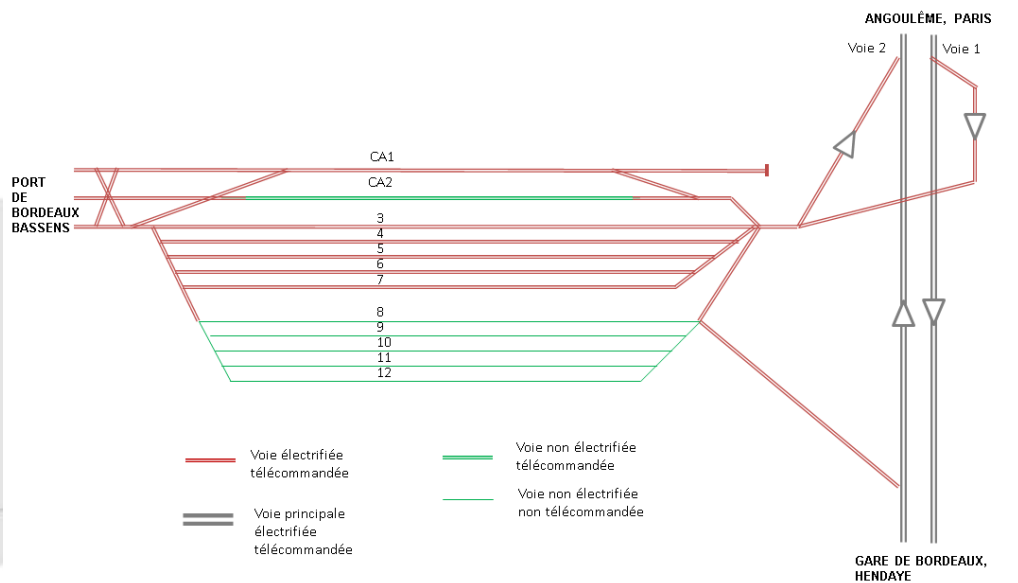 ANGOULÊME, PARIS
Voie 2
Voie 1
CA1
CA2
PORT
DE
BORDEAUX
BASSENS
3
4
5
6
7
8
9
10
11
12
Voie électrifiée
télécommandée
Voie non électrifiée
télécommandée
Voie non électrifiée
non télécommandée
Voie principale
électrifiée
télécommandée
GARE DE BORDEAUX,
HENDAYE